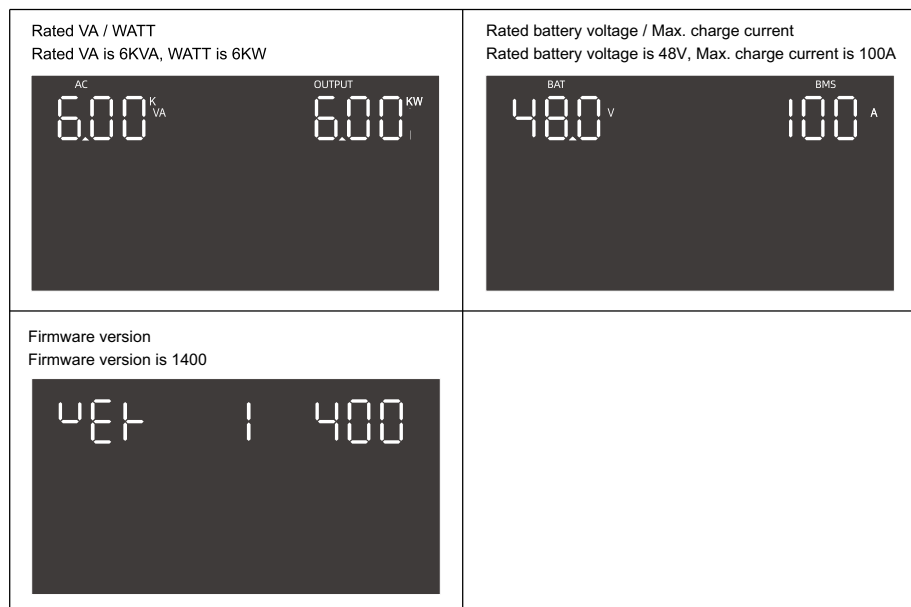 Rated VA / WATT
Rated VA is 6KVA, WATT is 6KW
AC
OUTPUT
6.00 K VA
6.00 KW
Rated battery voltage / Max. charge current
Rated battery voltage is 48V, Max. charge current is 100A
BAT
BMS
48.0 V
100 A
Firmware version
Firmware version is 1400
VEr 1 400